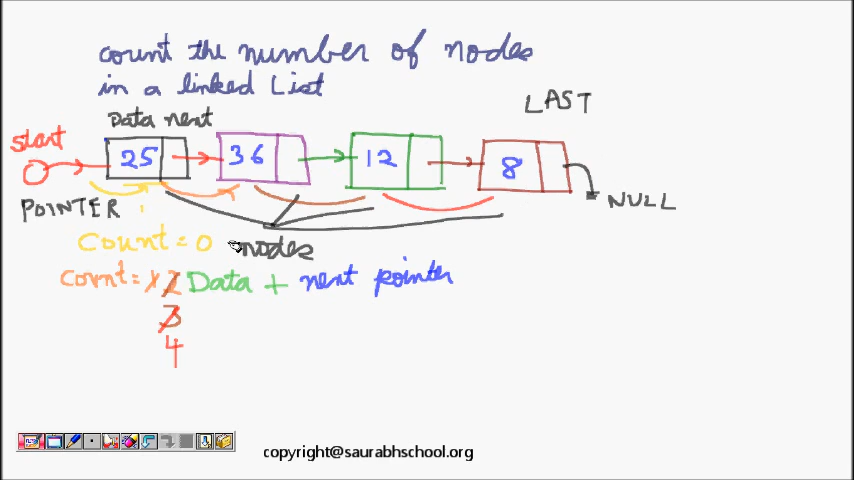 count the number of nodes
in a linked List
LAST
Data next
start
25 36 12 8
POINTER
NULL
Count = 0 nodes
Count = 1 2 Data + next pointer
3
4
copyright@saurabhschool.org